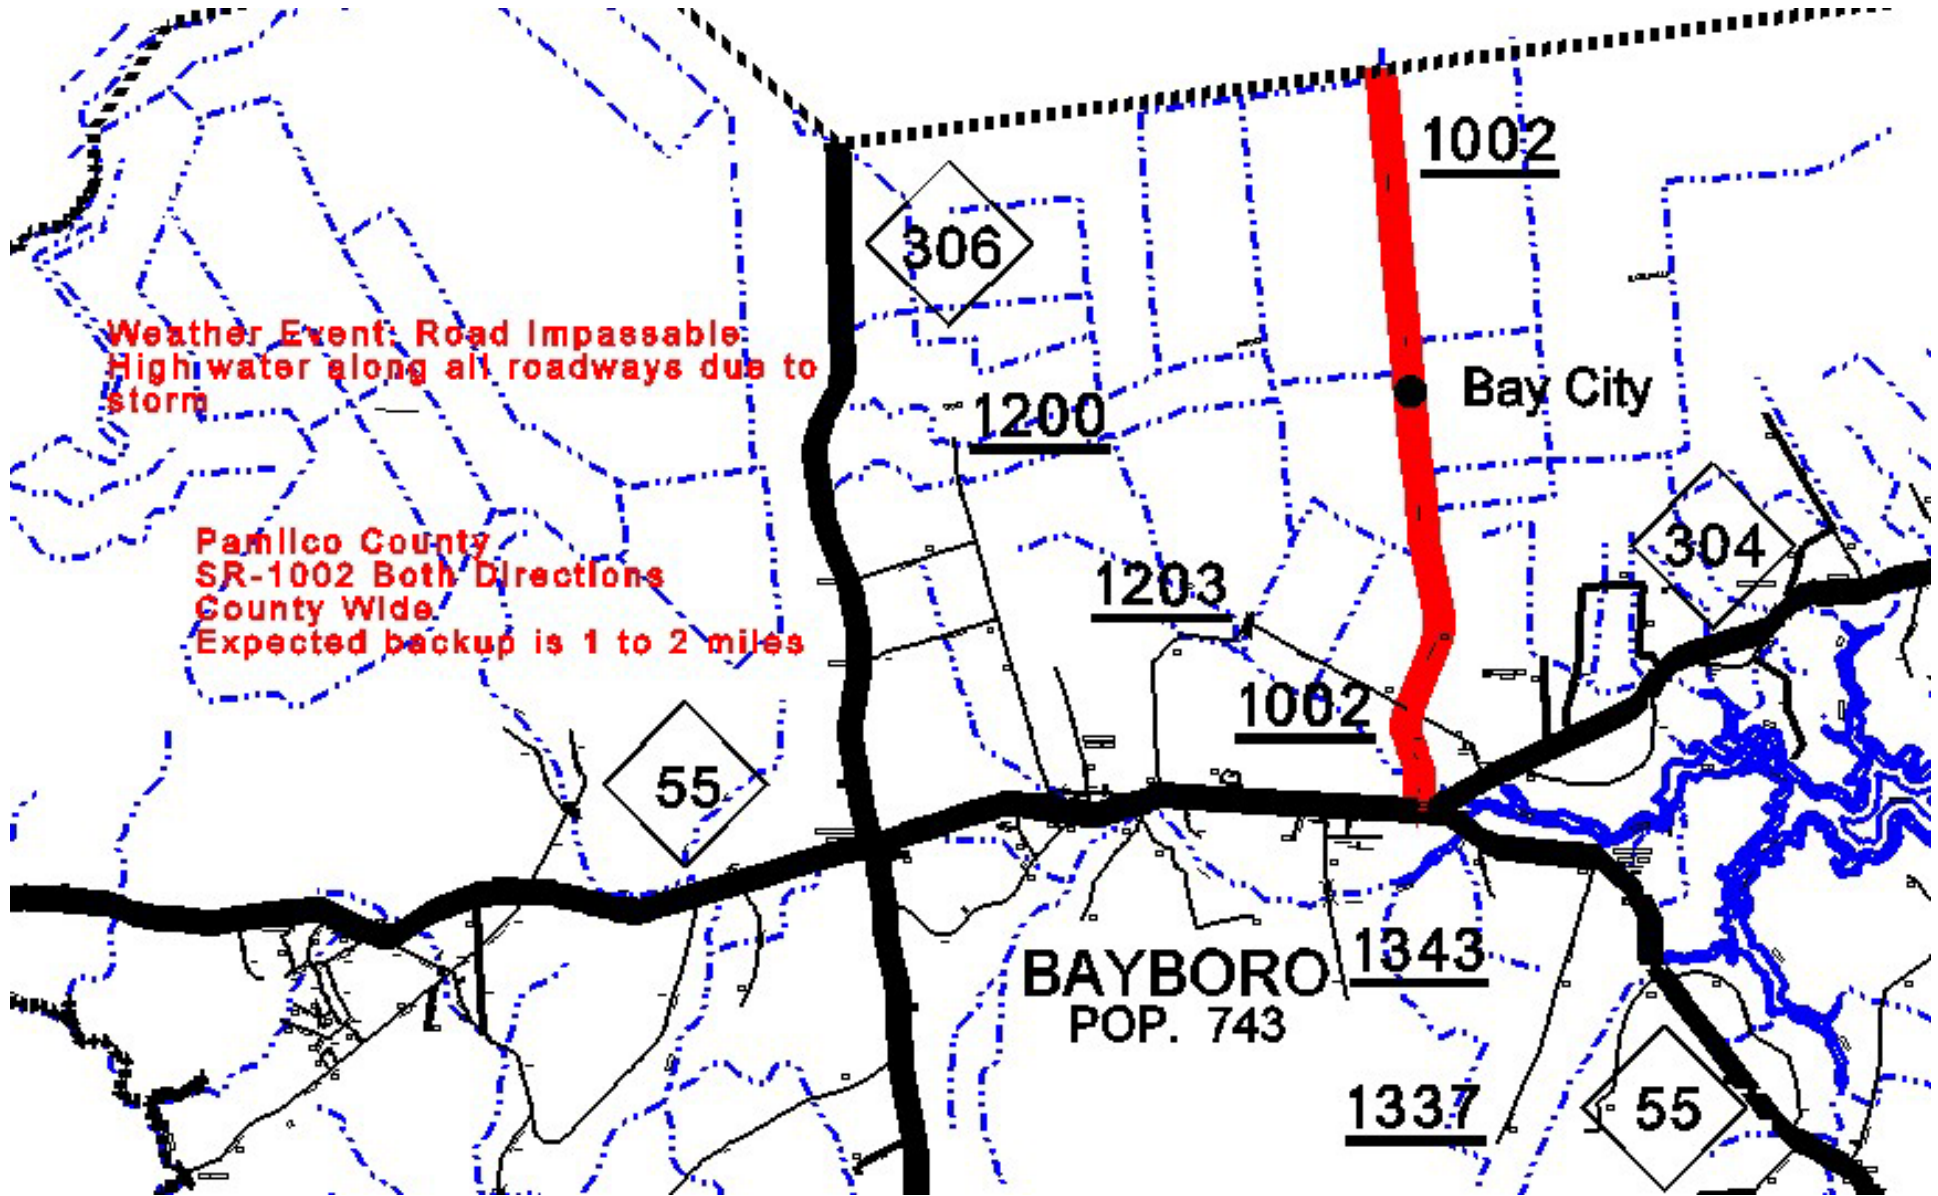 1002
306
Weather Event: Road Impassable
High water along all roadways due to
storm
Bay City
1200
304
Pamlico County
SR-1002 Both Directions
County Wide
Expected backup is 1 to 2 miles
1203
1002
55
BAYBORO
POP. 743
1343
1337
55